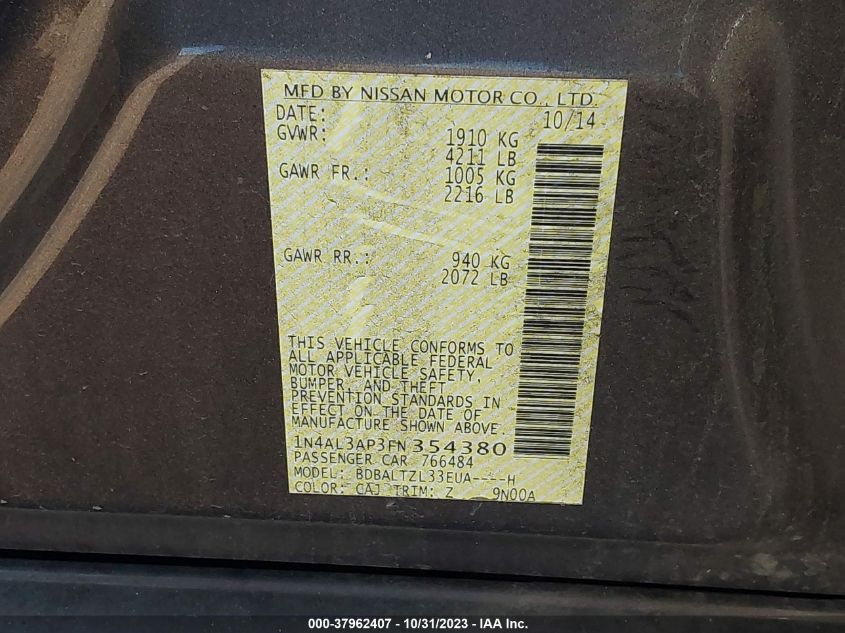 MFD BY NISSAN MOTOR CO., LTD.
DATE: 10/14
GVWR: 1910 KG
4211 LB
GAWR FR.: 1005 KG
2216 LB
GAWR RR.: 940 KG
2072 LB
THIS VEHICLE CONFORMS TO
ALL APPLICABLE FEDERAL
MOTOR VEHICLE SAFETY,
BUMPER, AND THEFT
PREVENTION STANDARDS IN
EFFECT ON THE DATE OF
MANUFACTURE SHOWN ABOVE.
1N4AL3AP3FN354380
PASSENGER CAR 766484
MODEL: BDBALTZL33EUA----H
COLOR: CAJ TRIM: Z 9N00A
000-37962407 - 10/31/2023 - IAA Inc.